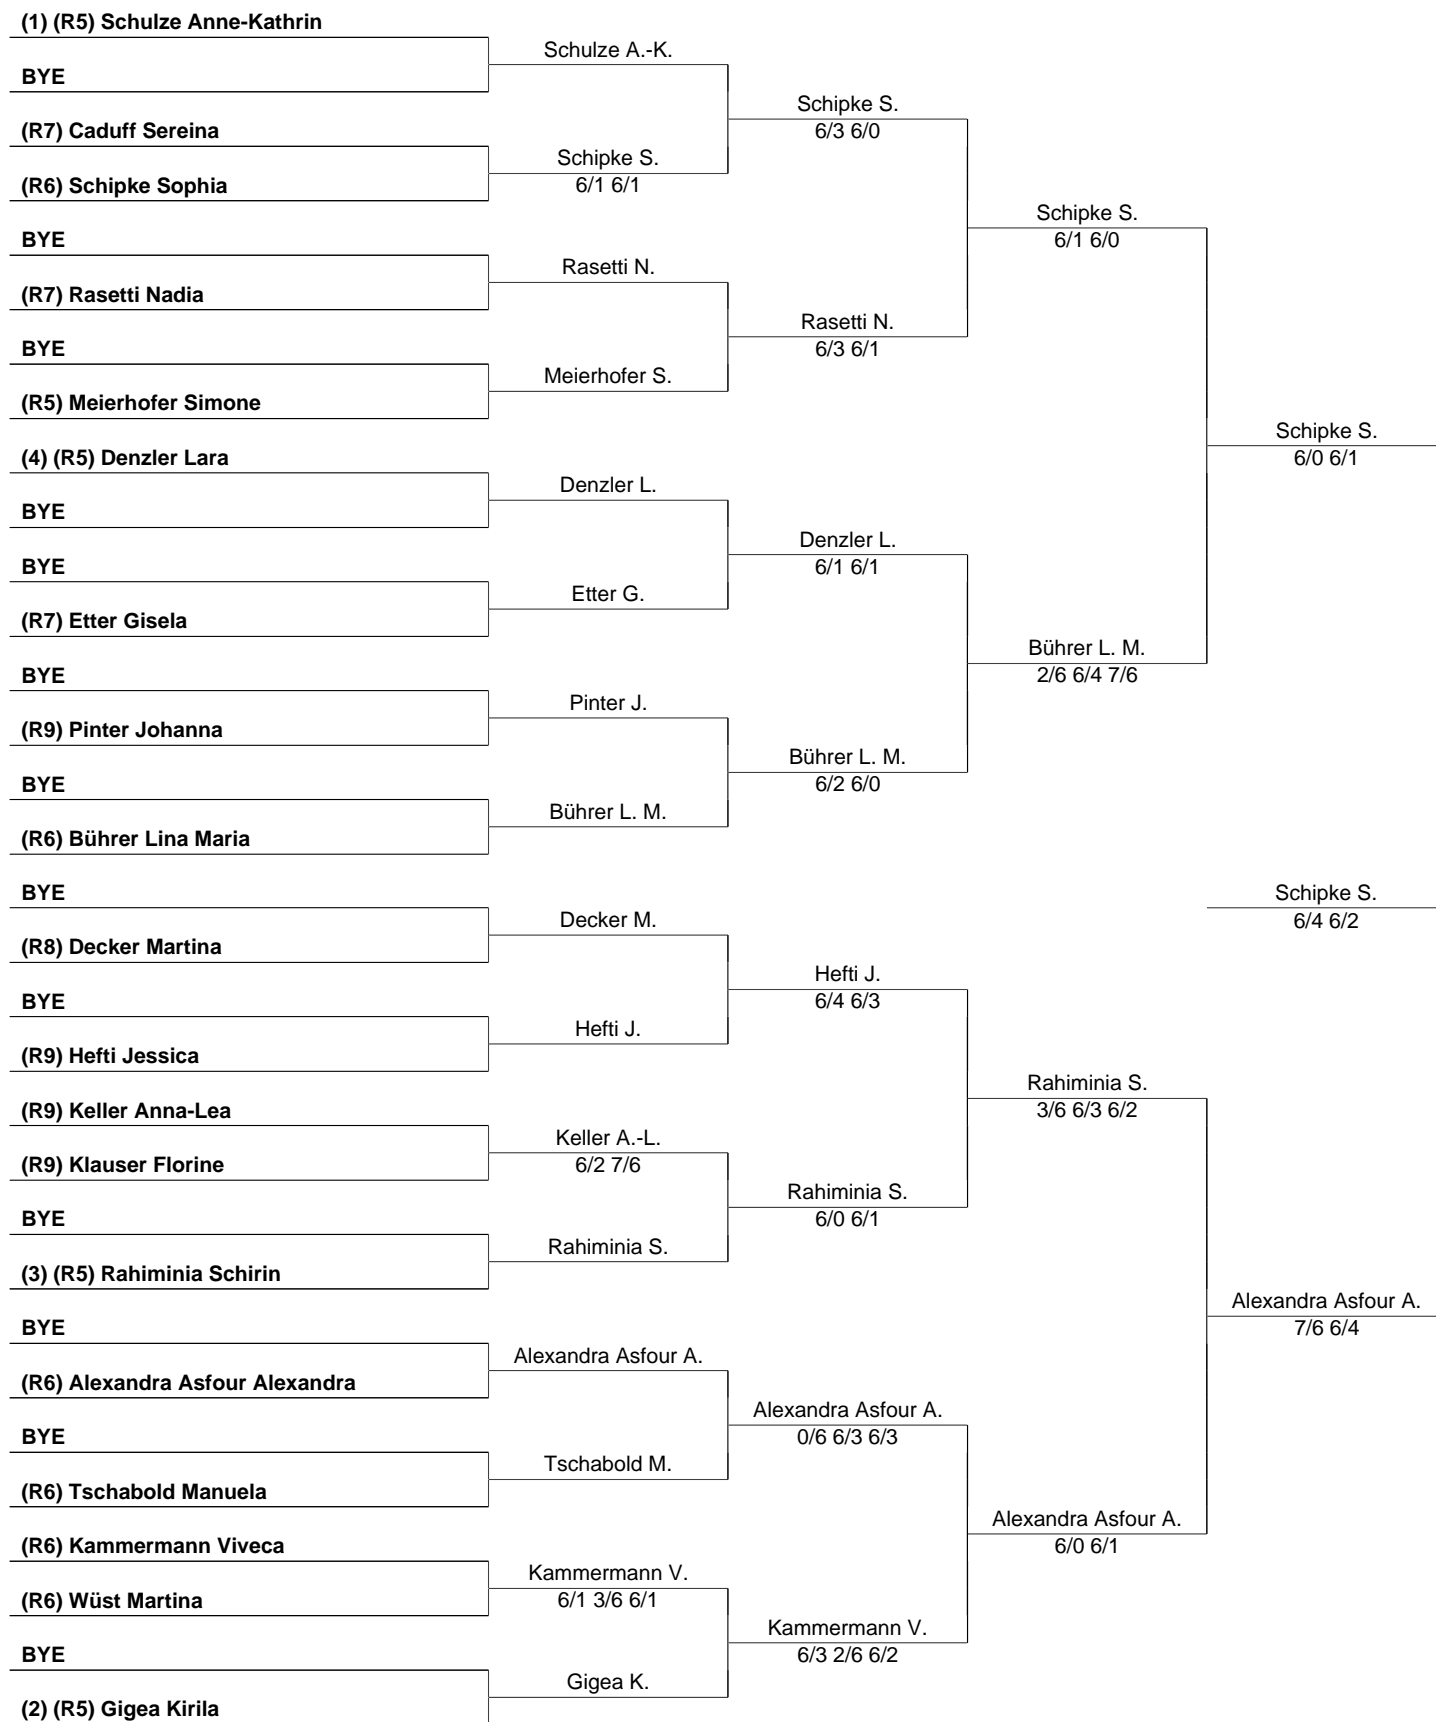 (1) (R5) Schulze Anne-Kathrin
BYE
(R7) Caduff Sereina
(R6) Schipke Sophia
BYE
(R7) Rasetti Nadia
BYE
(R5) Meierhofer Simone
(4) (R5) Denzler Lara
BYE
BYE
(R7) Etter Gisela
BYE
(R9) Pinter Johanna
BYE
(R6) Bührer Lina Maria
BYE
(R8) Decker Martina
BYE
(R9) Hefti Jessica
(R9) Keller Anna-Lea
(R9) Klauser Florine
BYE
(3) (R5) Rahiminia Schirin
BYE
(R6) Alexandra Asfour Alexandra
BYE
(R6) Tschabold Manuela
(R6) Kammermann Viveca
(R6) Wüst Martina
BYE
(2) (R5) Gigea Kirila
Schulze A.-K.
Schipke S.
6/1 6/1
Rasetti N.
Meierhofer S.
Denzler L.
Etter G.
Pinter J.
Bührer L. M.
Decker M.
Hefti J.
Keller A.-L.
6/2 7/6
Rahiminia S.
Alexandra Asfour A.
Tschabold M.
Kammermann V.
6/1 3/6 6/1
Gigea K.
Schipke S.
6/3 6/0
Rasetti N.
6/3 6/1
Denzler L.
6/1 6/1
Bührer L. M.
6/2 6/0
Hefti J.
6/4 6/3
Rahiminia S.
6/0 6/1
Alexandra Asfour A.
0/6 6/3 6/3
Kammermann V.
6/3 2/6 6/2
Schipke S.
6/1 6/0
Bührer L. M.
2/6 6/4 7/6
Rahiminia S.
3/6 6/3 6/2
Alexandra Asfour A.
6/0 6/1
Schipke S.
6/0 6/1
Schipke S.
6/4 6/2
Alexandra Asfour A.
7/6 6/4